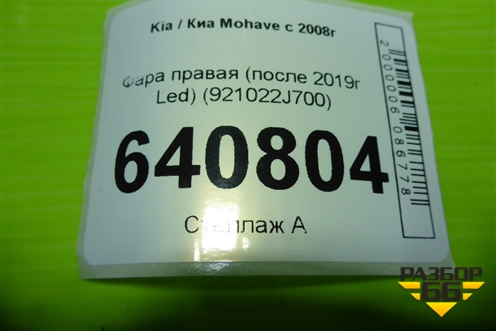 Kia / Киа Mohave с 2008г
Фара правая (после 2019г
Led) (921022J700)
640804
Стеллаж А
2000006086778
РАЗБОР
66